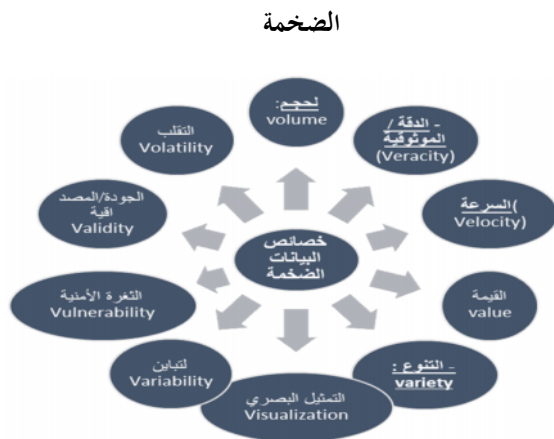 الضخمة
لحجم:
volume
- الدقة /
الموثوقية
(Veracity)
)السرعة
Velocity)
القيمة
value
- التنوع :
variety
التمثيل البصري
Visualization
لتباين
Variability
الثغرة الأمنية
Vulnerability
الجودة/المصد
اقية
Validity
التقلب
Volatility
خصائص
البيانات
الضخمة